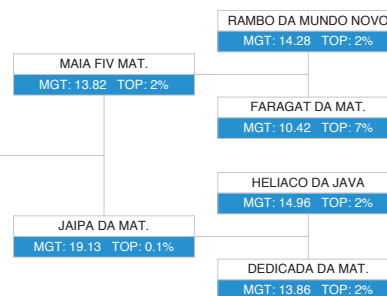 RAMBO DA MUNDO NOVO
MGT: 14.28 TOP: 2%
MAIA FIV MAT.
MGT: 13.82 TOP: 2%
FARAGAT DA MAT.
MGT: 10.42 TOP: 7%
HELIACO DA JAVA
MGT: 14.96 TOP: 2%
JAIPA DA MAT.
MGT: 19.13 TOP: 0.1%
DEDICADA DA MAT.
MGT: 13.86 TOP: 2%